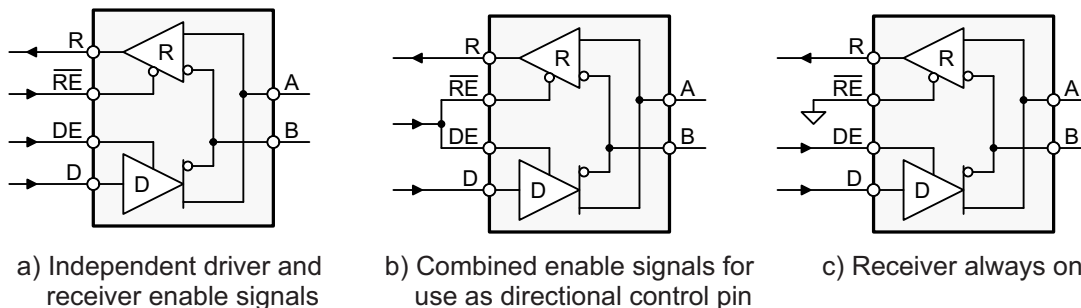 R
R
RE
A
DE
B
D
D
a) Independent driver and
receiver enable signals
R
R
RE
A
DE
B
D
D
b) Combined enable signals for
use as directional control pin
R
R
RE
A
DE
B
D
D
c) Receiver always on